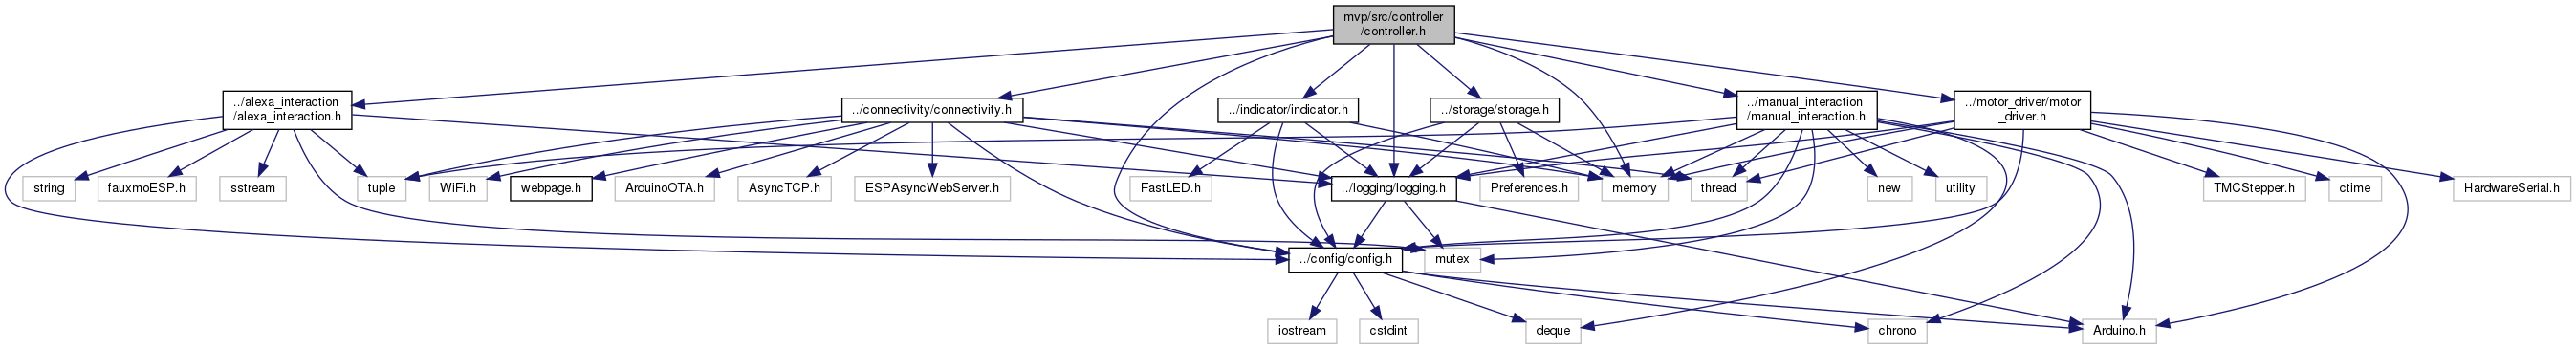 mvp/src/controller
/controller.h
../alexa_interaction
/alexa_interaction.h
../connectivity/connectivity.h
../indicator/indicator.h
../storage/storage.h
../manual_interaction
/manual_interaction.h
../motor_driver/motor
_driver.h
string
fauxmoESP.h
sstream
tuple
WiFi.h
webpage.h
ArduinoOTA.h
AsyncTCP.h
ESPAsyncWebServer.h
FastLED.h
../logging/logging.h
Preferences.h
memory
thread
new
utility
TMCStepper.h
ctime
HardwareSerial.h
../config/config.h
mutex
iostream
cstdint
deque
chrono
Arduino.h